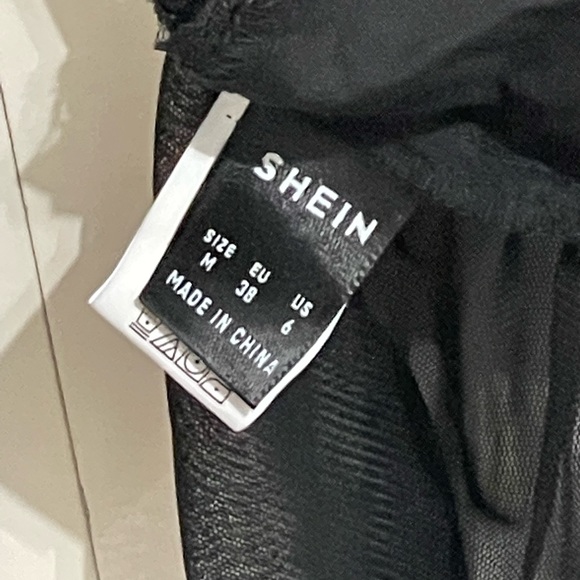 SHEIN
SIZE EU US
M 38 6
MADE IN CHINA